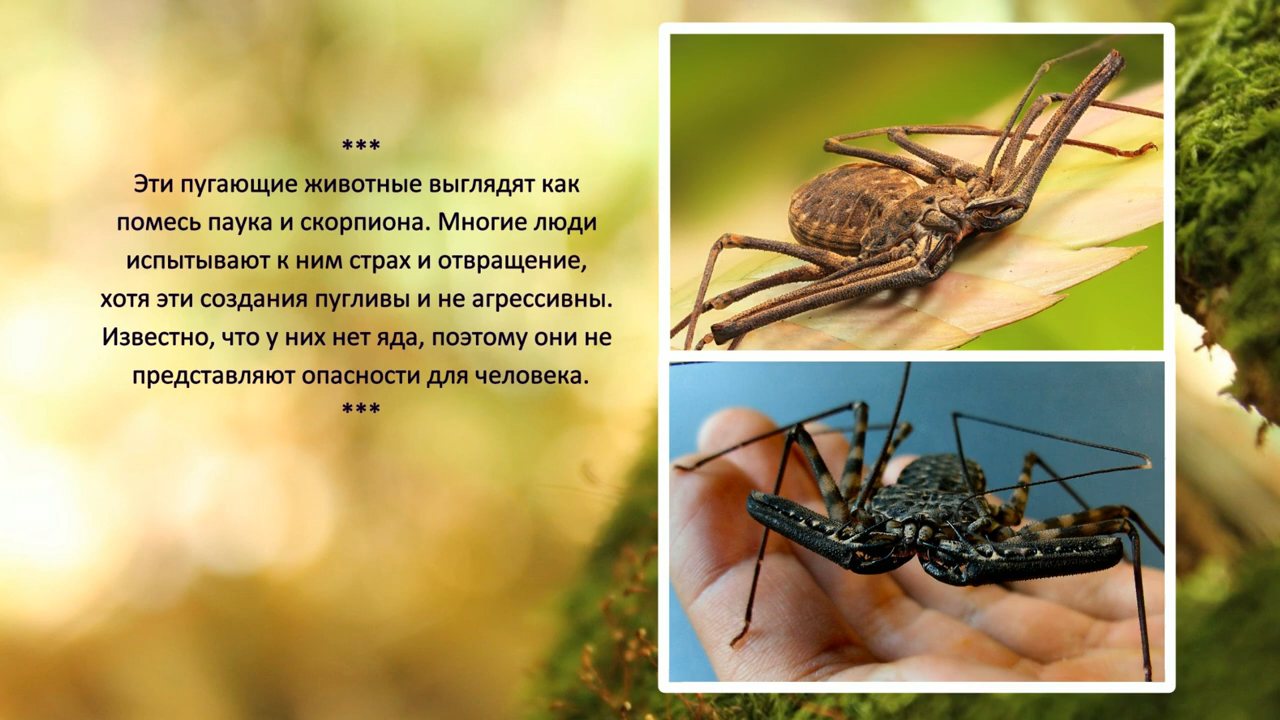 ***
Эти пугающие животные выглядят как
помесь паука и скорпиона. Многие люди
испытывают к ним страх и отвращение,
хотя эти создания пугливы и не агрессивны.
Известно, что у них нет яда, поэтому они не
представляют опасности для человека.
***